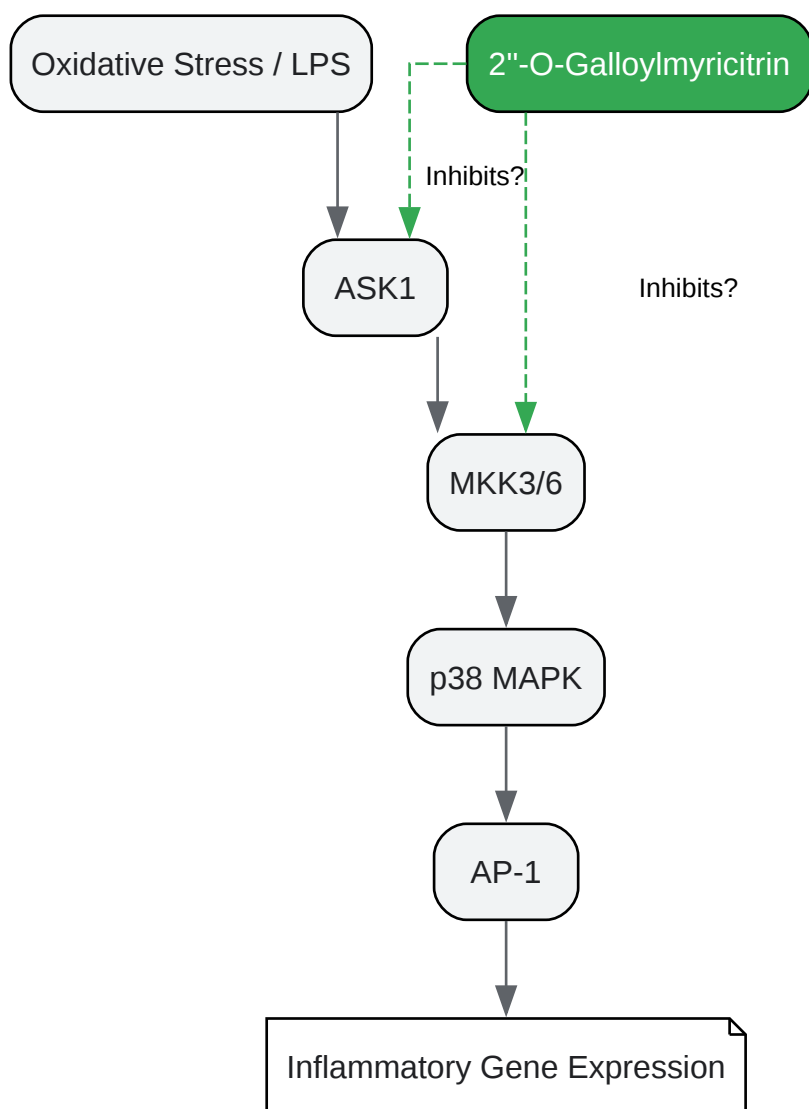 Oxidative Stress / LPS
2"-O-Galloylmyricitrin
Inhibits?
ASK1
Inhibits?
MKK3/6
p38 MAPK
AP-1
Inflammatory Gene Expression